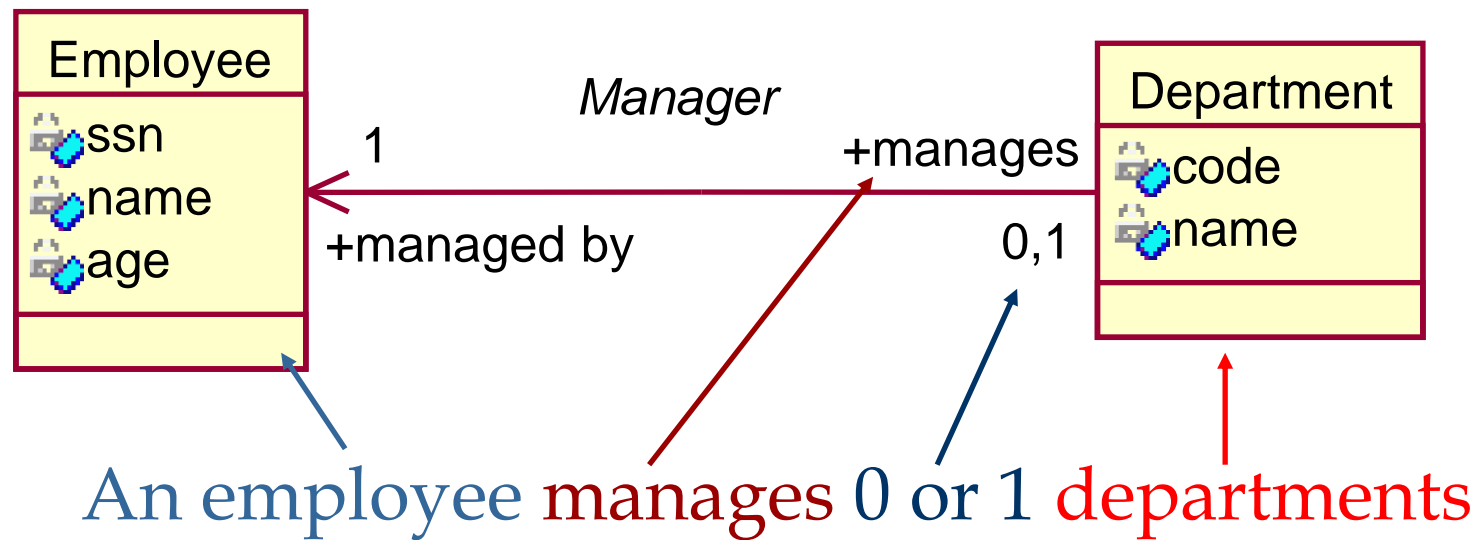 Employee
ssn
name
age
Manager
1
+manages
+managed by
0,1
Department
code
name
An employee manages 0 or 1 departments